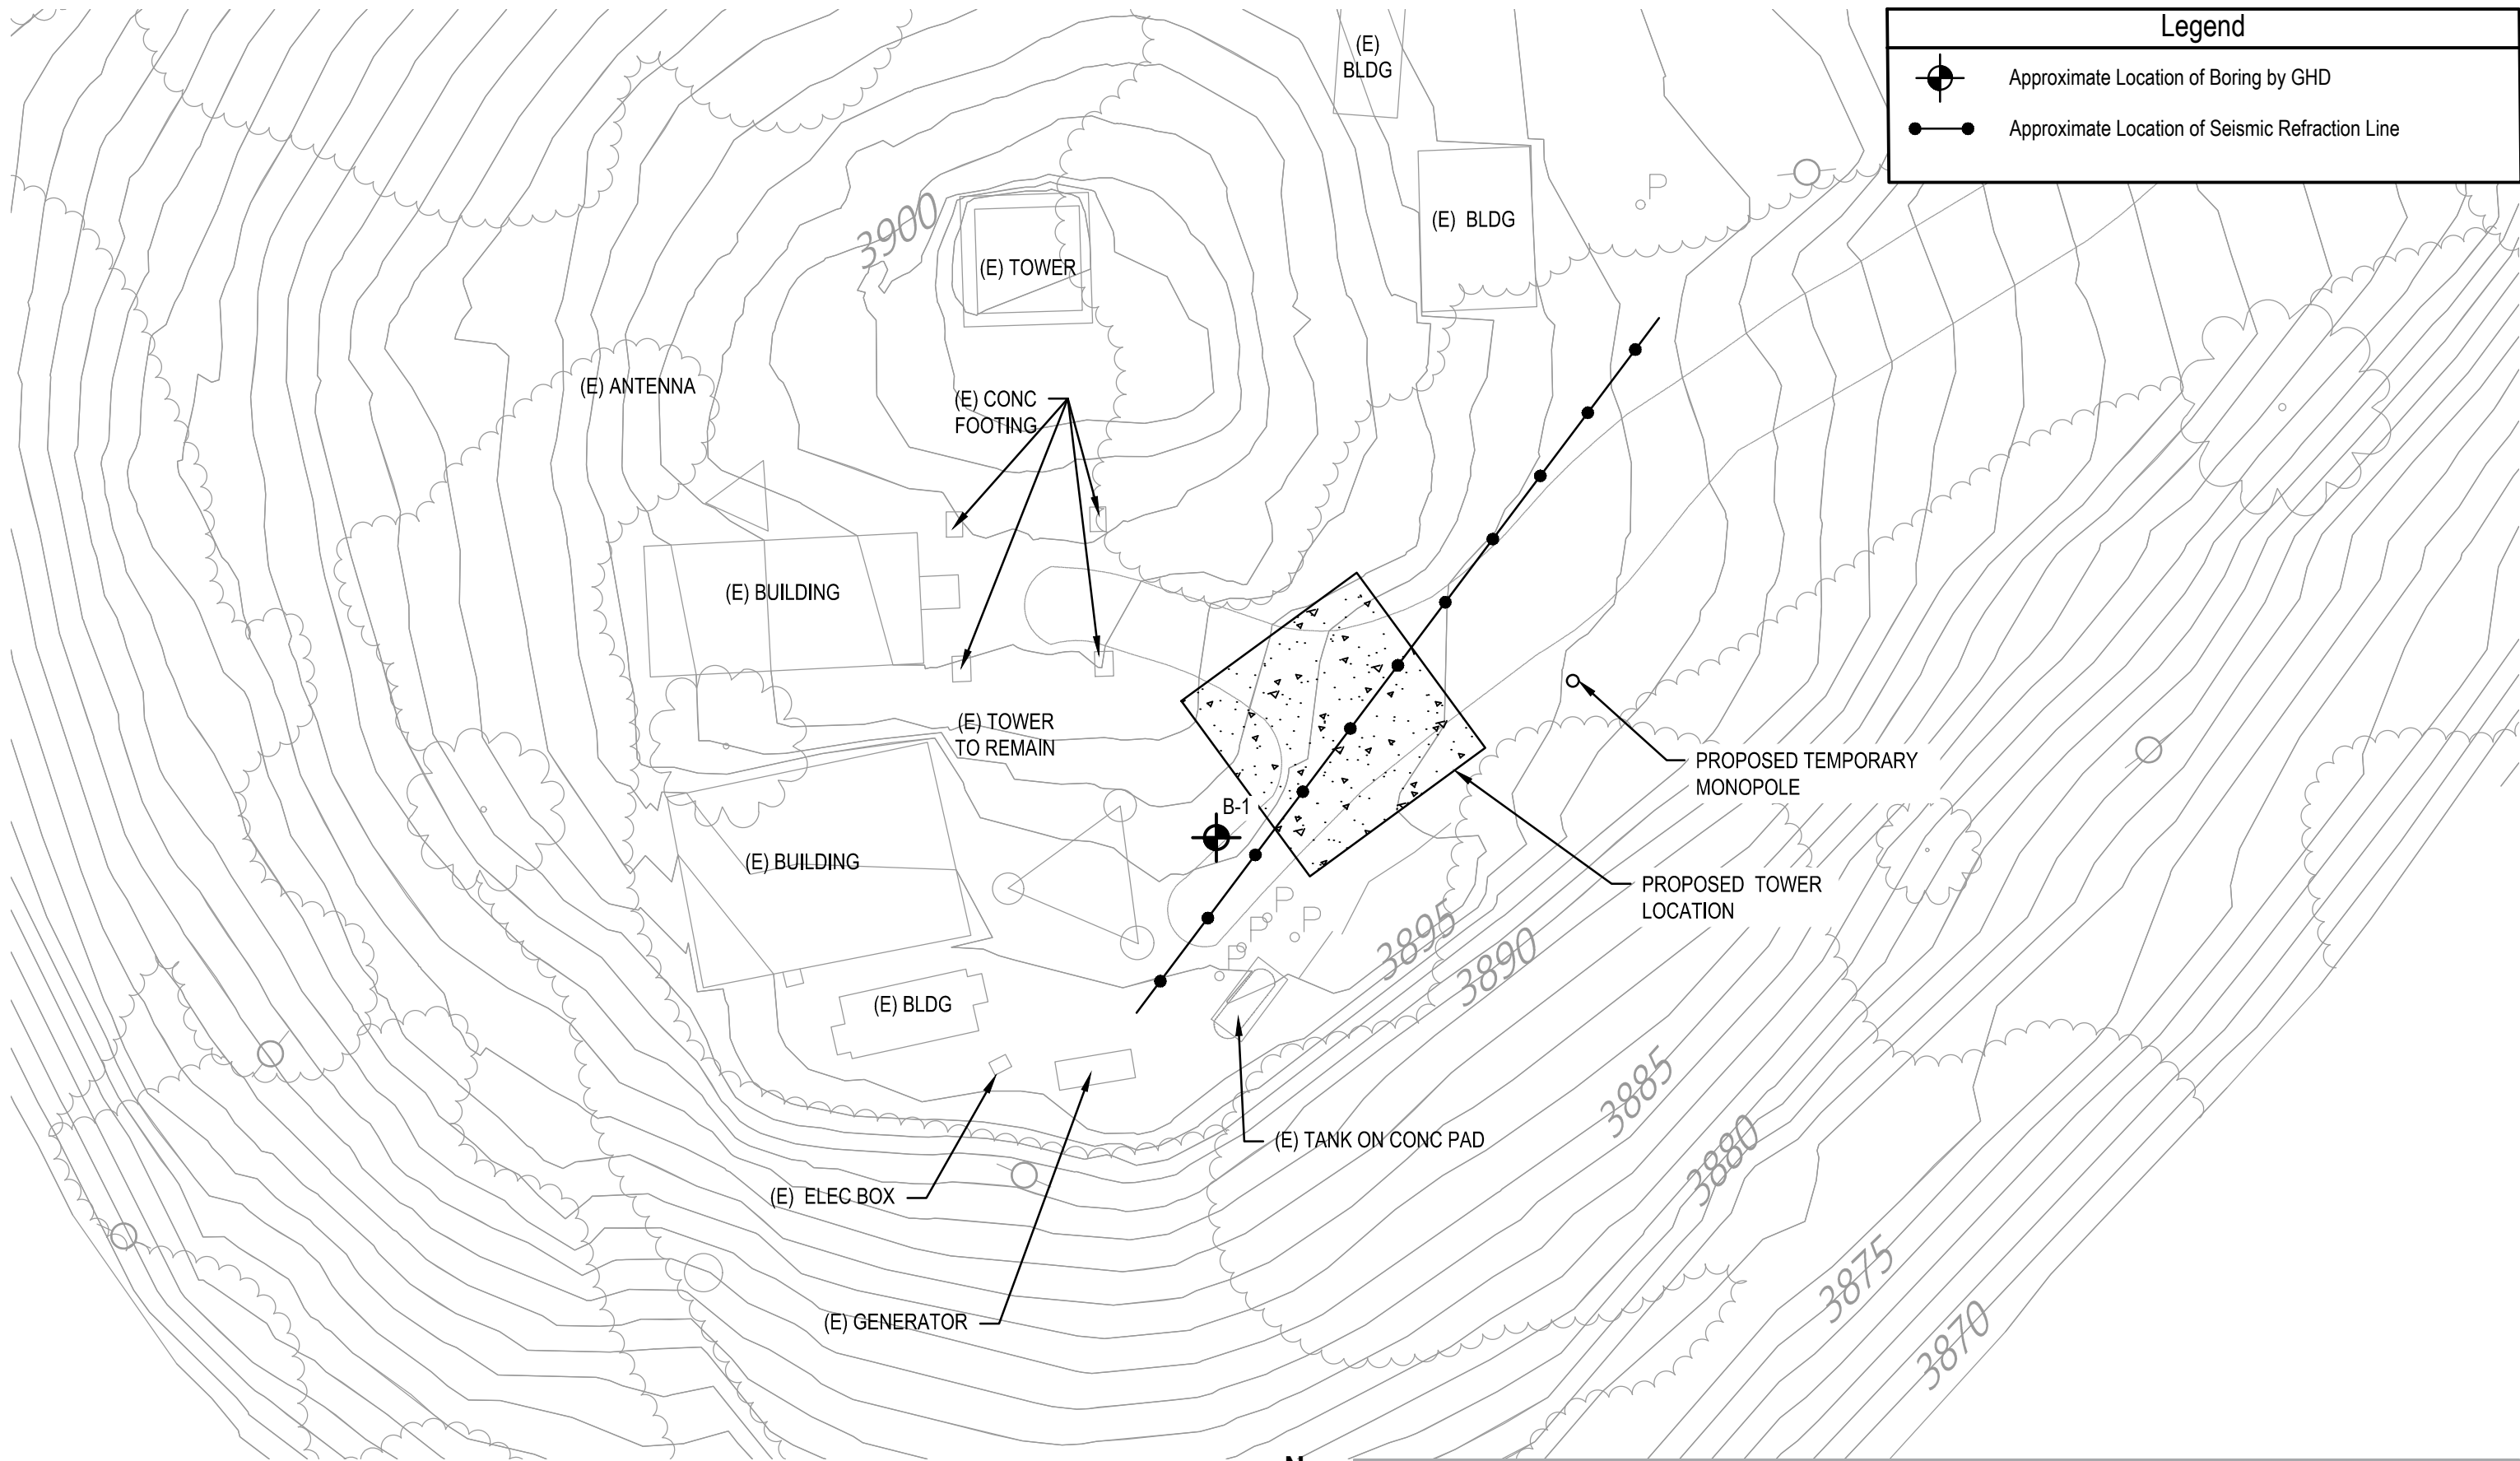 Legend
Approximate Location of Boring by GHD
Approximate Location of Seismic Refraction Line
(E)
BLDG
P
(E) BLDG
3900
(E) TOWER
(E) ANTENNA
(E) CONC
FOOTING
(E) BUILDING
(E) TOWER
TO REMAIN
PROPOSED TEMPORARY
MONOPOLE
B-1
(E) BUILDING
PROPOSED TOWER
LOCATION
P
P
P
P
3895
3890
(E) BLDG
3885
(E) TANK ON CONC PAD
3880
(E) ELEC BOX
3875
(E) GENERATOR
3870
N